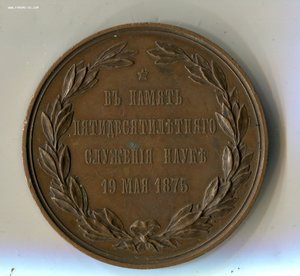 ВЪ ПАМЯТЬ
ПЯТИДЕСЯТИЛѢТНЯГО
СЛУЖЕНІЯ НАУКѢ
19 МАЯ 1875